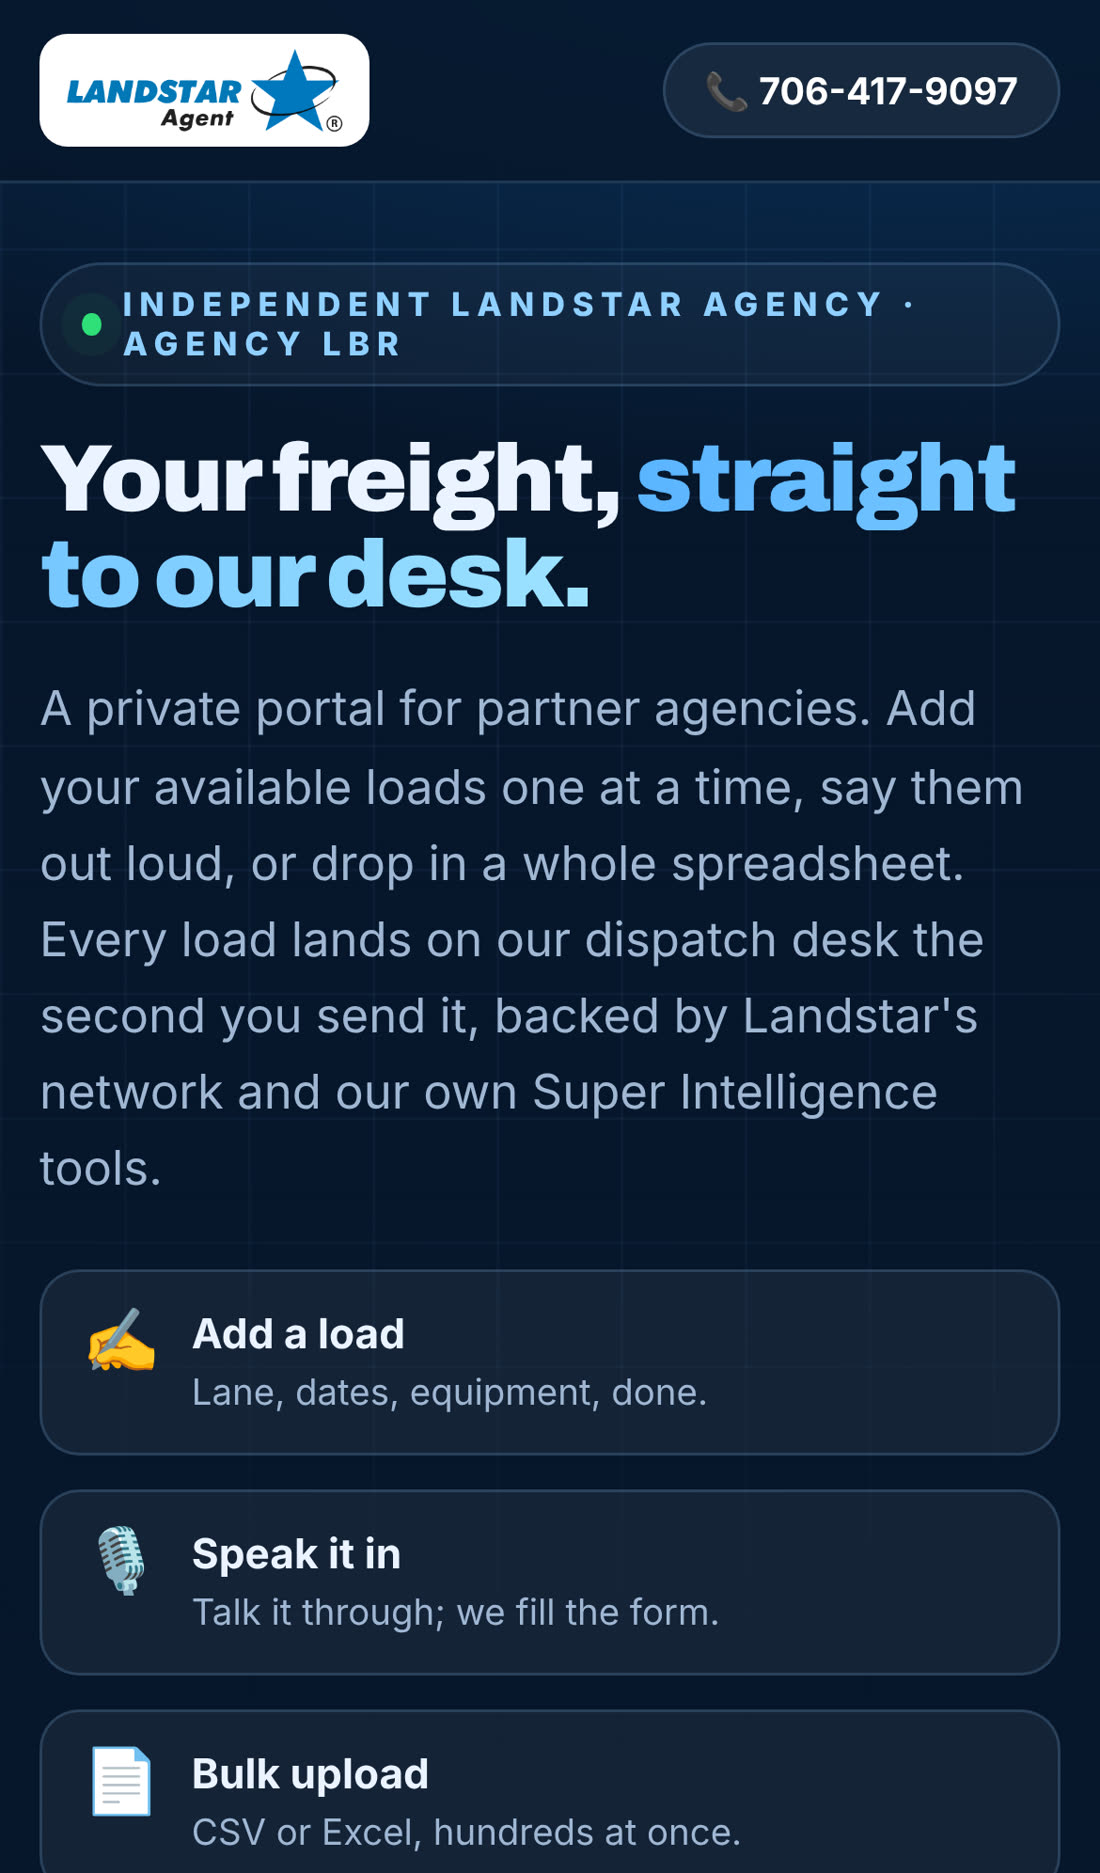 LANDSTAR
Agent
®
706-417-9097
INDEPENDENT LANDSTAR AGENCY ·
AGENCY LBR
Your freight, straight
to our desk.
A private portal for partner agencies. Add
your available loads one at a time, say them
out loud, or drop in a whole spreadsheet.
Every load lands on our dispatch desk the
second you send it, backed by Landstar's
network and our own Super Intelligence
tools.
Add a load
Lane, dates, equipment, done.
Speak it in
Talk it through; we fill the form.
Bulk upload
CSV or Excel, hundreds at once.